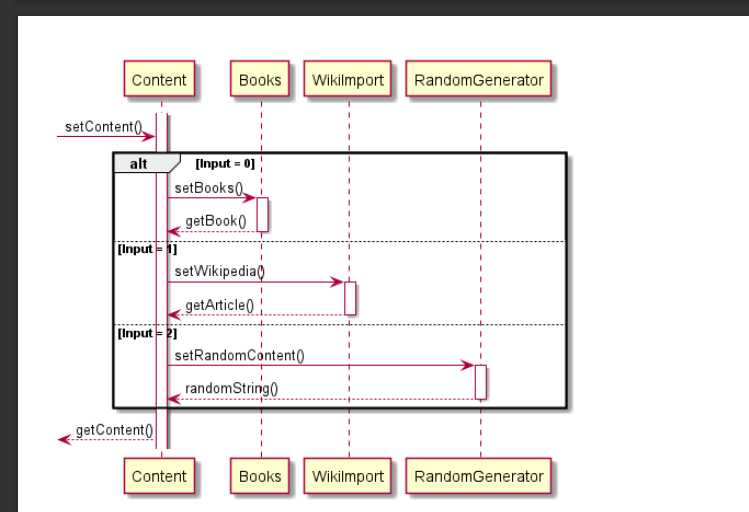 Content Books WikiImport RandomGenerator
setContent()
alt [Input = 0]
setBooks()
getBook()
[Input = 1]
setWikipedia()
getArticle()
[Input = 2]
setRandomContent()
randomString()
getContent()
Content Books WikiImport RandomGenerator